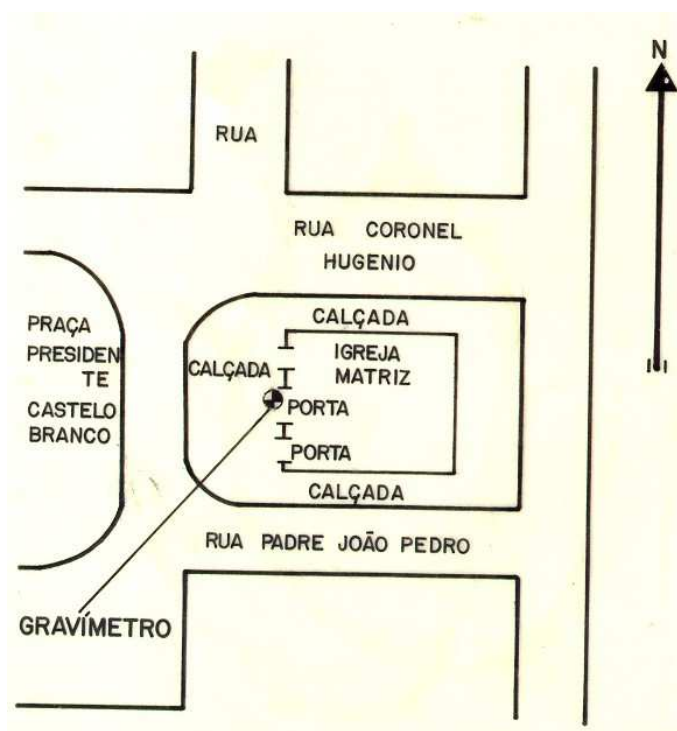 N
RUA
RUA CORONEL
HUGENIO
CALÇADA
PRAÇA
PRESIDEN
TE
CASTELO
BRANCO
CALÇADA
IGREJA
MATRIZ
PORTA
PORTA
CALÇADA
RUA PADRE JOÃO PEDRO
GRAVÍMETRO